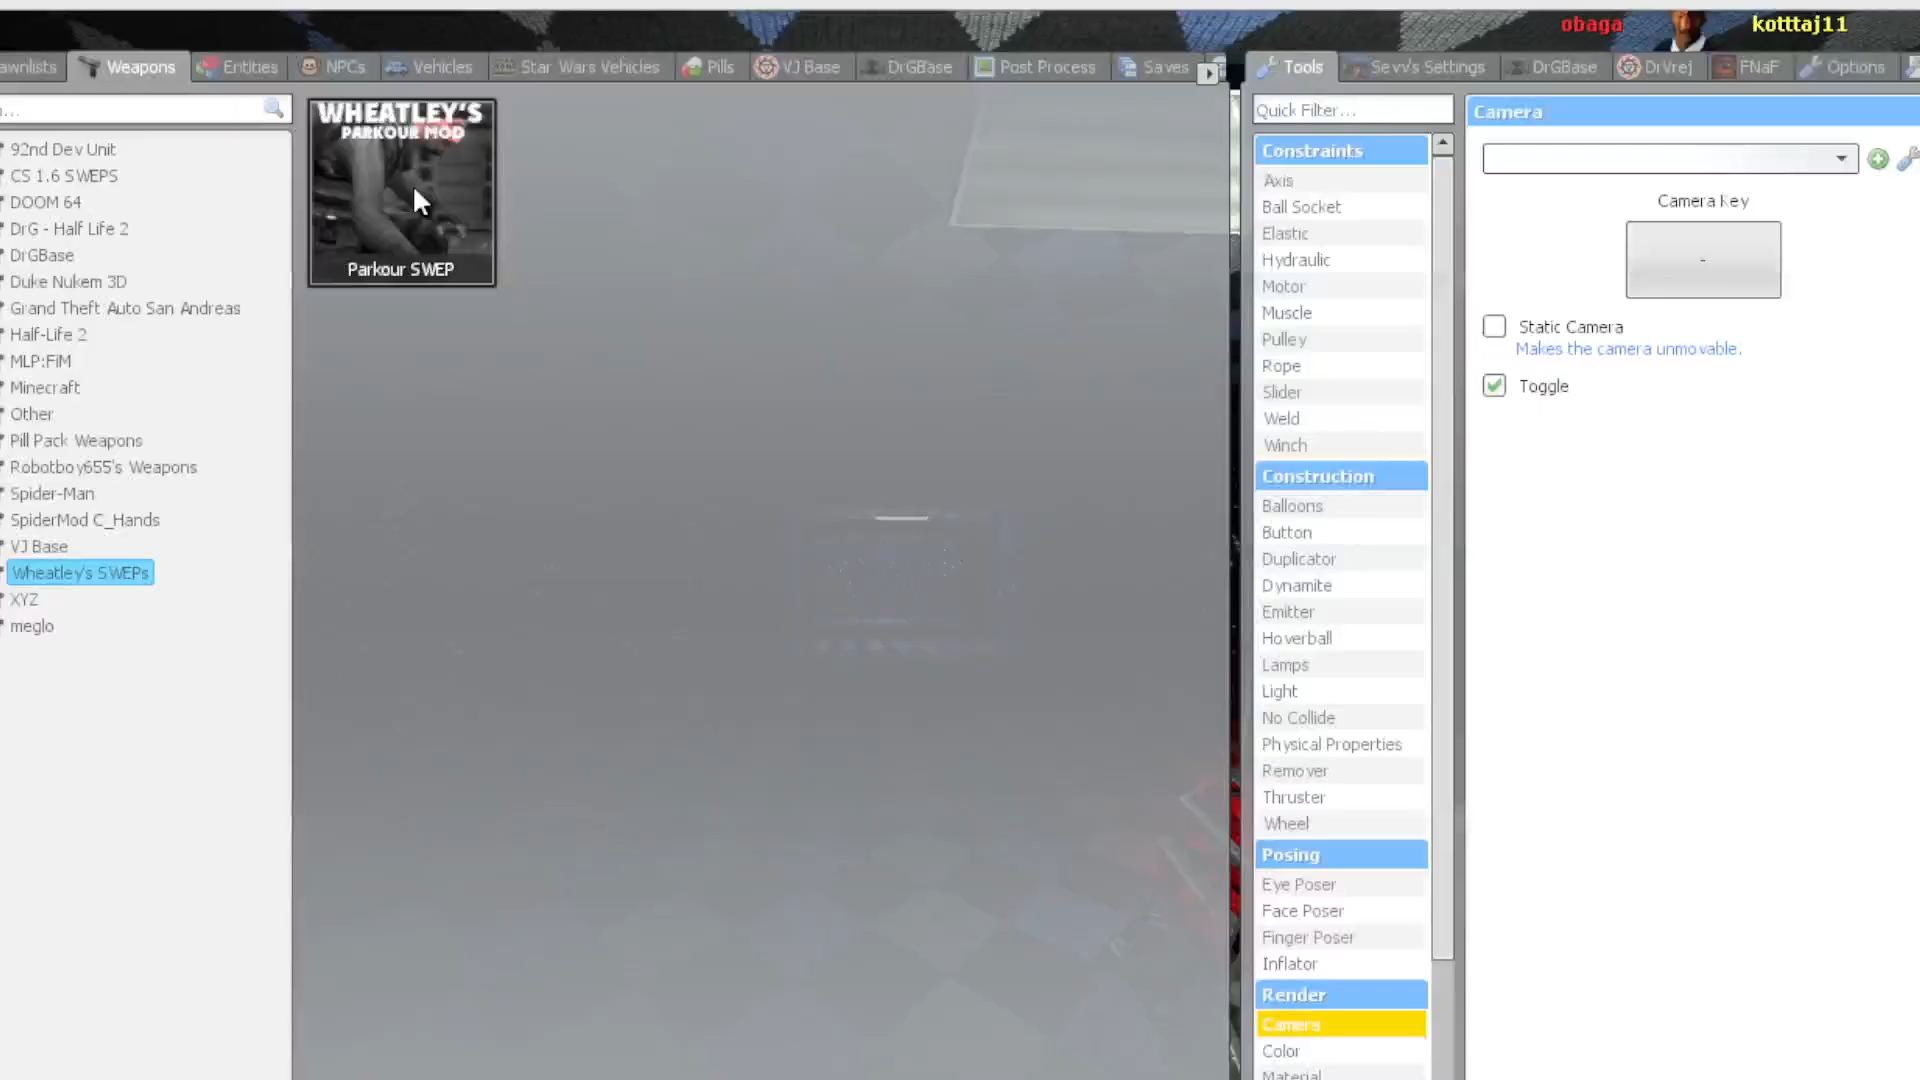 obaga
kotttaj11
awnlists
Weapons
Entities
NPCs
Vehicles
Star Wars Vehicles
Pills
VJ Base
DrGBase
Post Process
Saves
Tools
Sevv's Settings
DrGBase
DrVrej
FNaF
Options
...
92nd Dev Unit
CS 1.6 SWEPS
DOOM 64
DrG - Half Life 2
DrGBase
Duke Nukem 3D
Grand Theft Auto San Andreas
Half-Life 2
MLP:FiM
Minecraft
Other
Pill Pack Weapons
Robotboy655's Weapons
Spider-Man
SpiderMod C_Hands
VJ Base
Wheatley's SWEPs
XYZ
meglo
WHEATLEY'S
PARKOUR MOD
Parkour SWEP
Quick Filter...
Constraints
Axis
Ball Socket
Elastic
Hydraulic
Motor
Muscle
Pulley
Rope
Slider
Weld
Winch
Construction
Balloons
Button
Duplicator
Dynamite
Emitter
Hoverball
Lamps
Light
No Collide
Physical Properties
Remover
Thruster
Wheel
Posing
Eye Poser
Face Poser
Finger Poser
Inflator
Render
Camera
Color
Material
Camera
Camera Key
-
Static Camera
Makes the camera unmovable.
Toggle